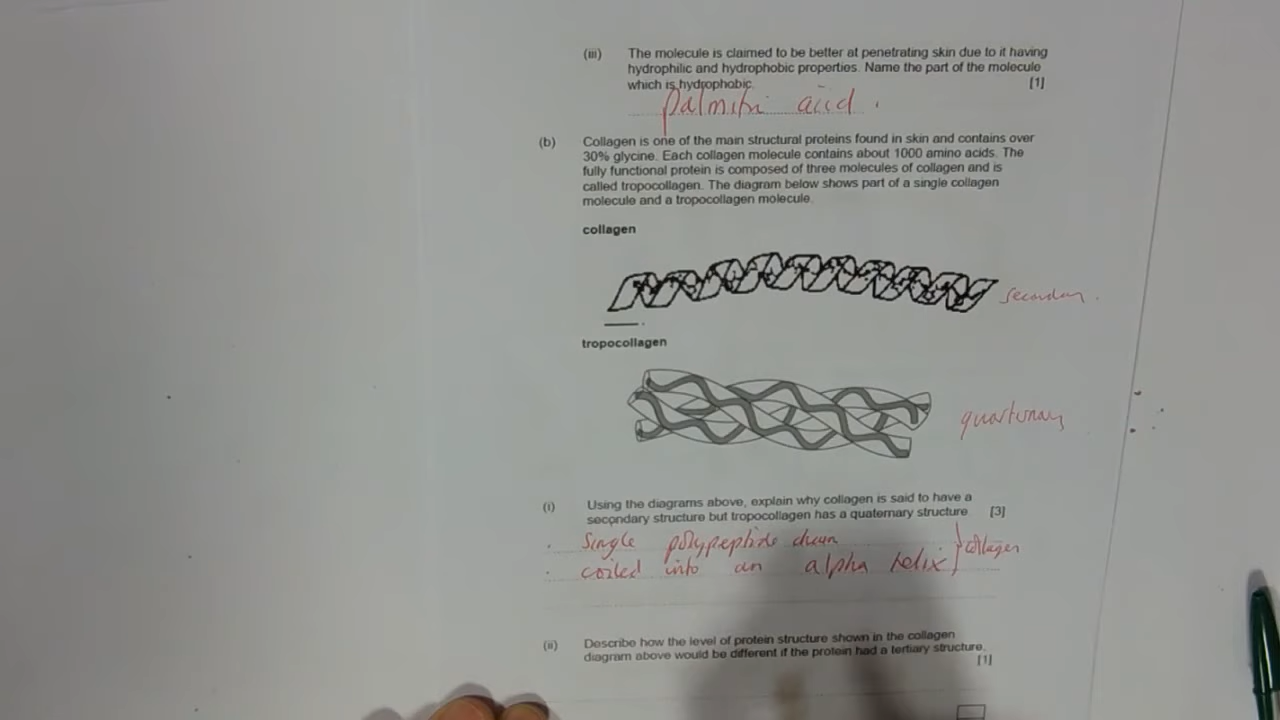 (iii) The molecule is claimed to be better at penetrating skin due to it having
hydrophilic and hydrophobic properties. Name the part of the molecule
which is hydrophobic. [1]
palmitic acid.
(b) Collagen is one of the main structural proteins found in skin and contains over
30% glycine. Each collagen molecule contains about 1000 amino acids. The
fully functional protein is composed of three molecules of collagen and is
called tropocollagen. The diagram below shows part of a single collagen
molecule and a tropocollagen molecule.
collagen
secondary.
tropocollagen
quarternary
(i) Using the diagrams above, explain why collagen is said to have a
secondary structure but tropocollagen has a quaternary structure [3]
· single polypeptide chain
collagen
· coiled into an alpha helix
(ii) Describe how the level of protein structure shown in the collagen
diagram above would be different if the protein had a tertiary structure.
[1]